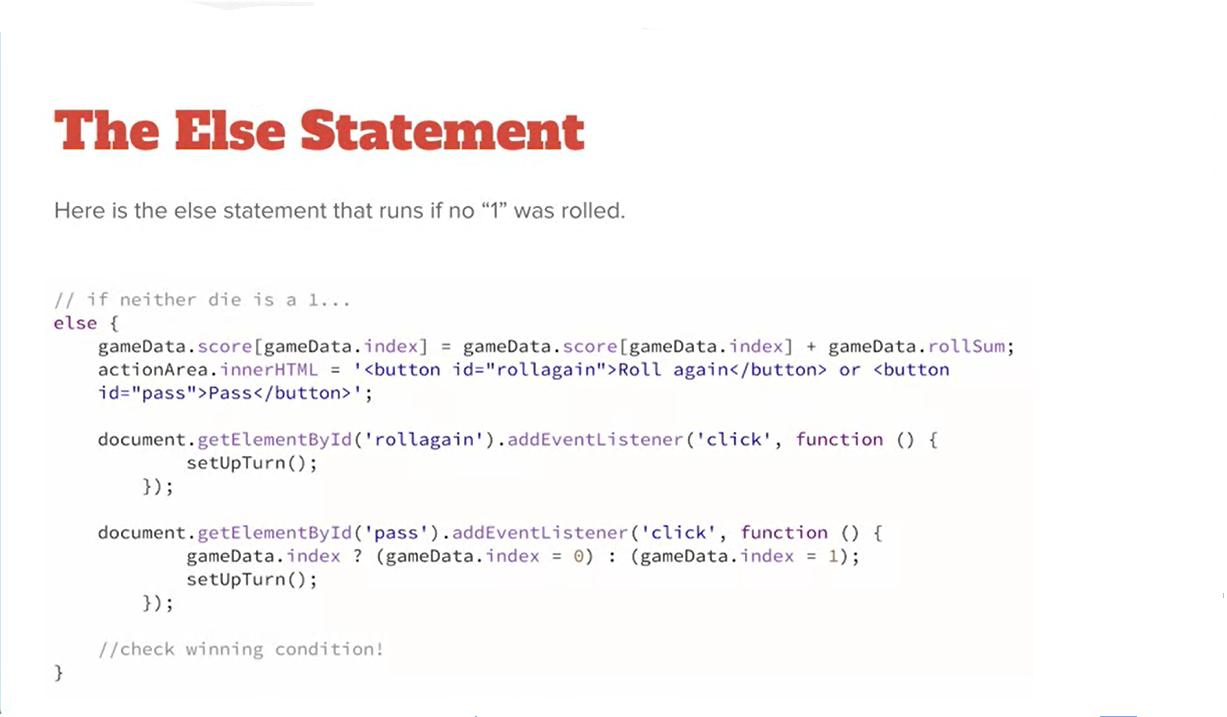 The Else Statement
Here is the else statement that runs if no “1” was rolled.
// if neither die is a 1...
else {
gameData.score[gameData.index] = gameData.score[gameData.index] + gameData.rollSum;
actionArea.innerHTML = '<button id="rollagain">Roll again</button> or <button
id="pass">Pass</button>';
document.getElementById('rollagain').addEventListener('click', function () {
setUpTurn();
});
document.getElementById('pass').addEventListener('click', function () {
gameData.index ? (gameData.index = 0) : (gameData.index = 1);
setUpTurn();
});
//check winning condition!
}